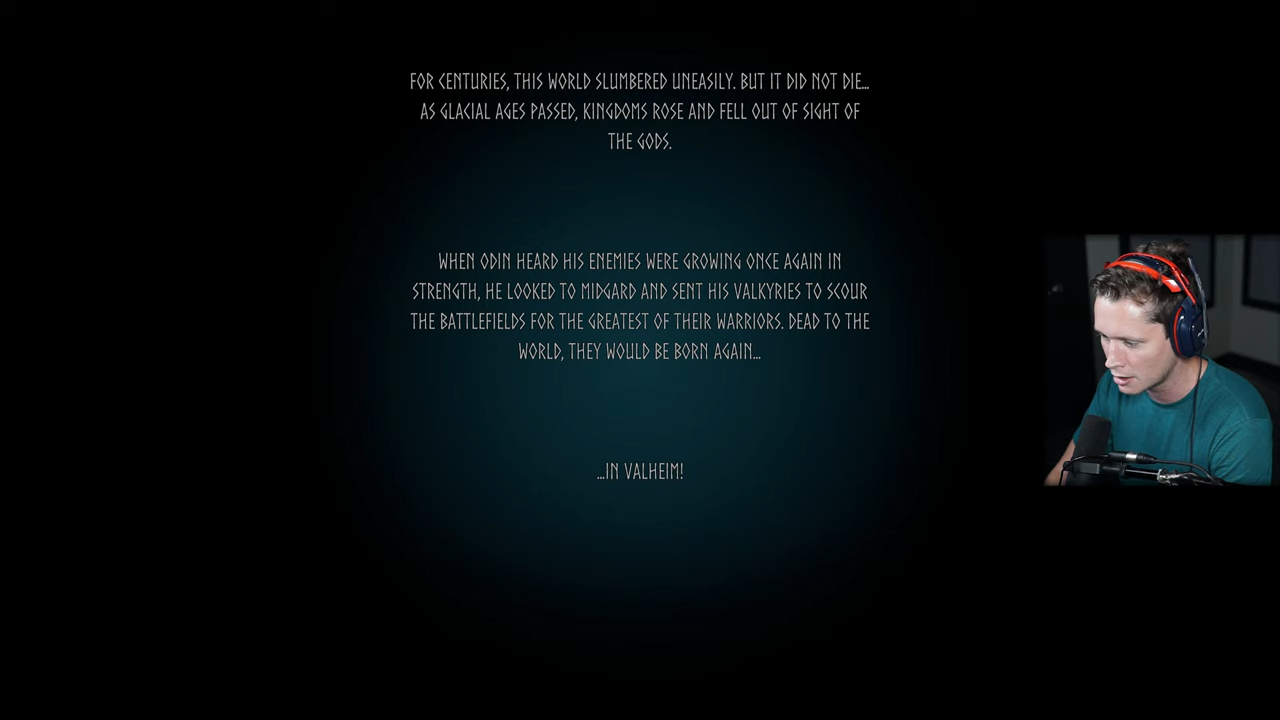 FOR CENTURIES, THIS WORLD SLUMBERED UNEASILY. BUT IT DID NOT DIE...
AS GLACIAL AGES PASSED, KINGDOMS ROSE AND FELL OUT OF SIGHT OF
THE GODS.
WHEN ODIN HEARD HIS ENEMIES WERE GROWING ONCE AGAIN IN
STRENGTH, HE LOOKED TO MIDGARD AND SENT HIS VALKYRIES TO SCOUR
THE BATTLEFIELDS FOR THE GREATEST OF THEIR WARRIORS. DEAD TO THE
WORLD, THEY WOULD BE BORN AGAIN...
...IN VALHEIM!